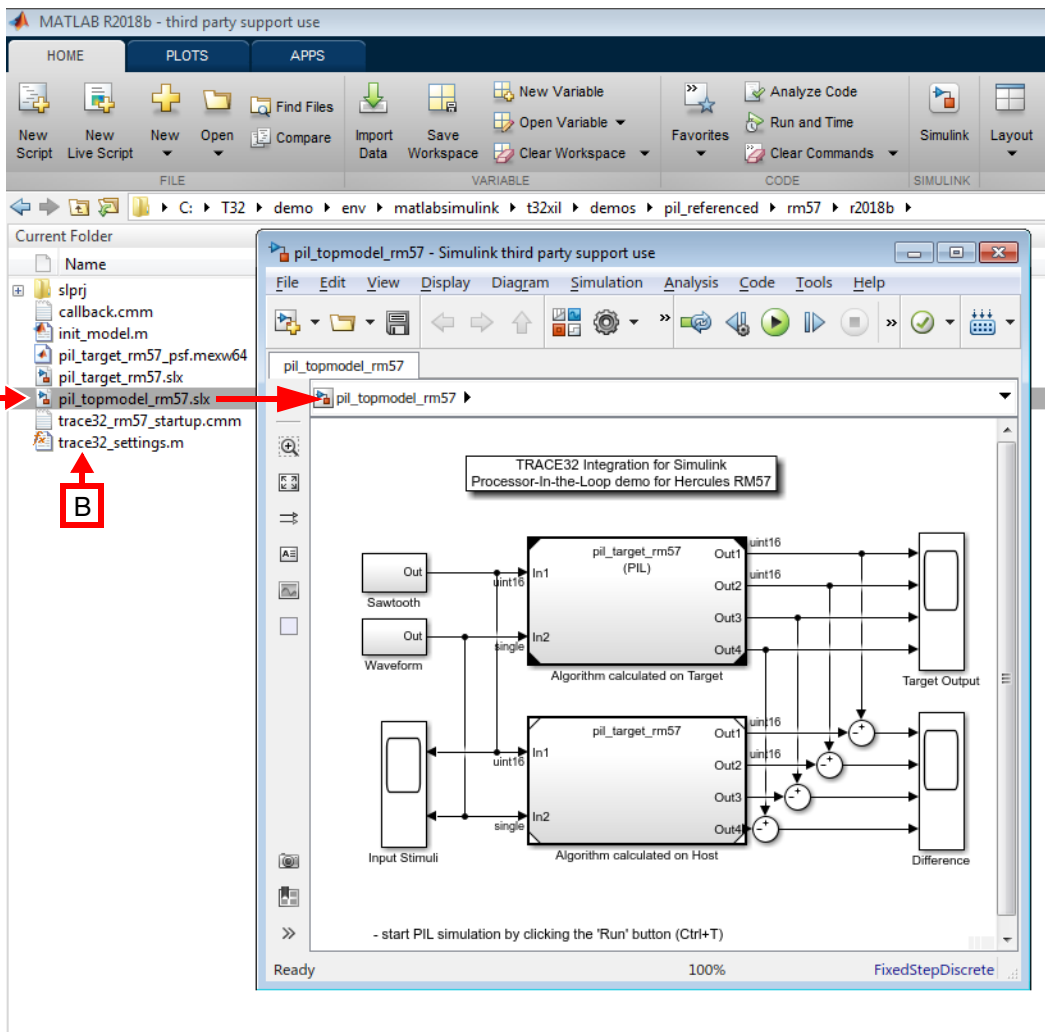 MATLAB R2018b - third party support use
HOME PLOTS APPS
New Script
New Live Script
New
Open
Find Files
Compare
Import Data
Save Workspace
New Variable
Open Variable
Clear Workspace
Favorites
Analyze Code
Run and Time
Clear Commands
Simulink
Layout
FILE VARIABLE CODE SIMULINK
C: T32 demo env matlabsimulink t32xil demos pil_referenced rm57 r2018b
Current Folder
Name
slprj
callback.cmm
init_model.m
pil_target_rm57_psf.mexw64
pil_target_rm57.slx
pil_topmodel_rm57.slx
trace32_rm57_startup.cmm
trace32_settings.m
B
pil_topmodel_rm57 - Simulink third party support use
File Edit View Display Diagram Simulation Analysis Code Tools Help
pil_topmodel_rm57
pil_topmodel_rm57
TRACE32 Integration for Simulink
Processor-In-the-Loop demo for Hercules RM57
Out
Sawtooth
Out
Waveform
uint16
single
In1
In2
pil_target_rm57
(PIL)
Out1
Out2
Out3
Out4
uint16
uint16
Algorithm calculated on Target
Target Output
Input Stimuli
uint16
single
In1
In2
pil_target_rm57
Out1
Out2
Out3
Out4
uint16
uint16
Algorithm calculated on Host
Difference
- start PIL simulation by clicking the 'Run' button (Ctrl+T)
Ready 100% FixedStepDiscrete